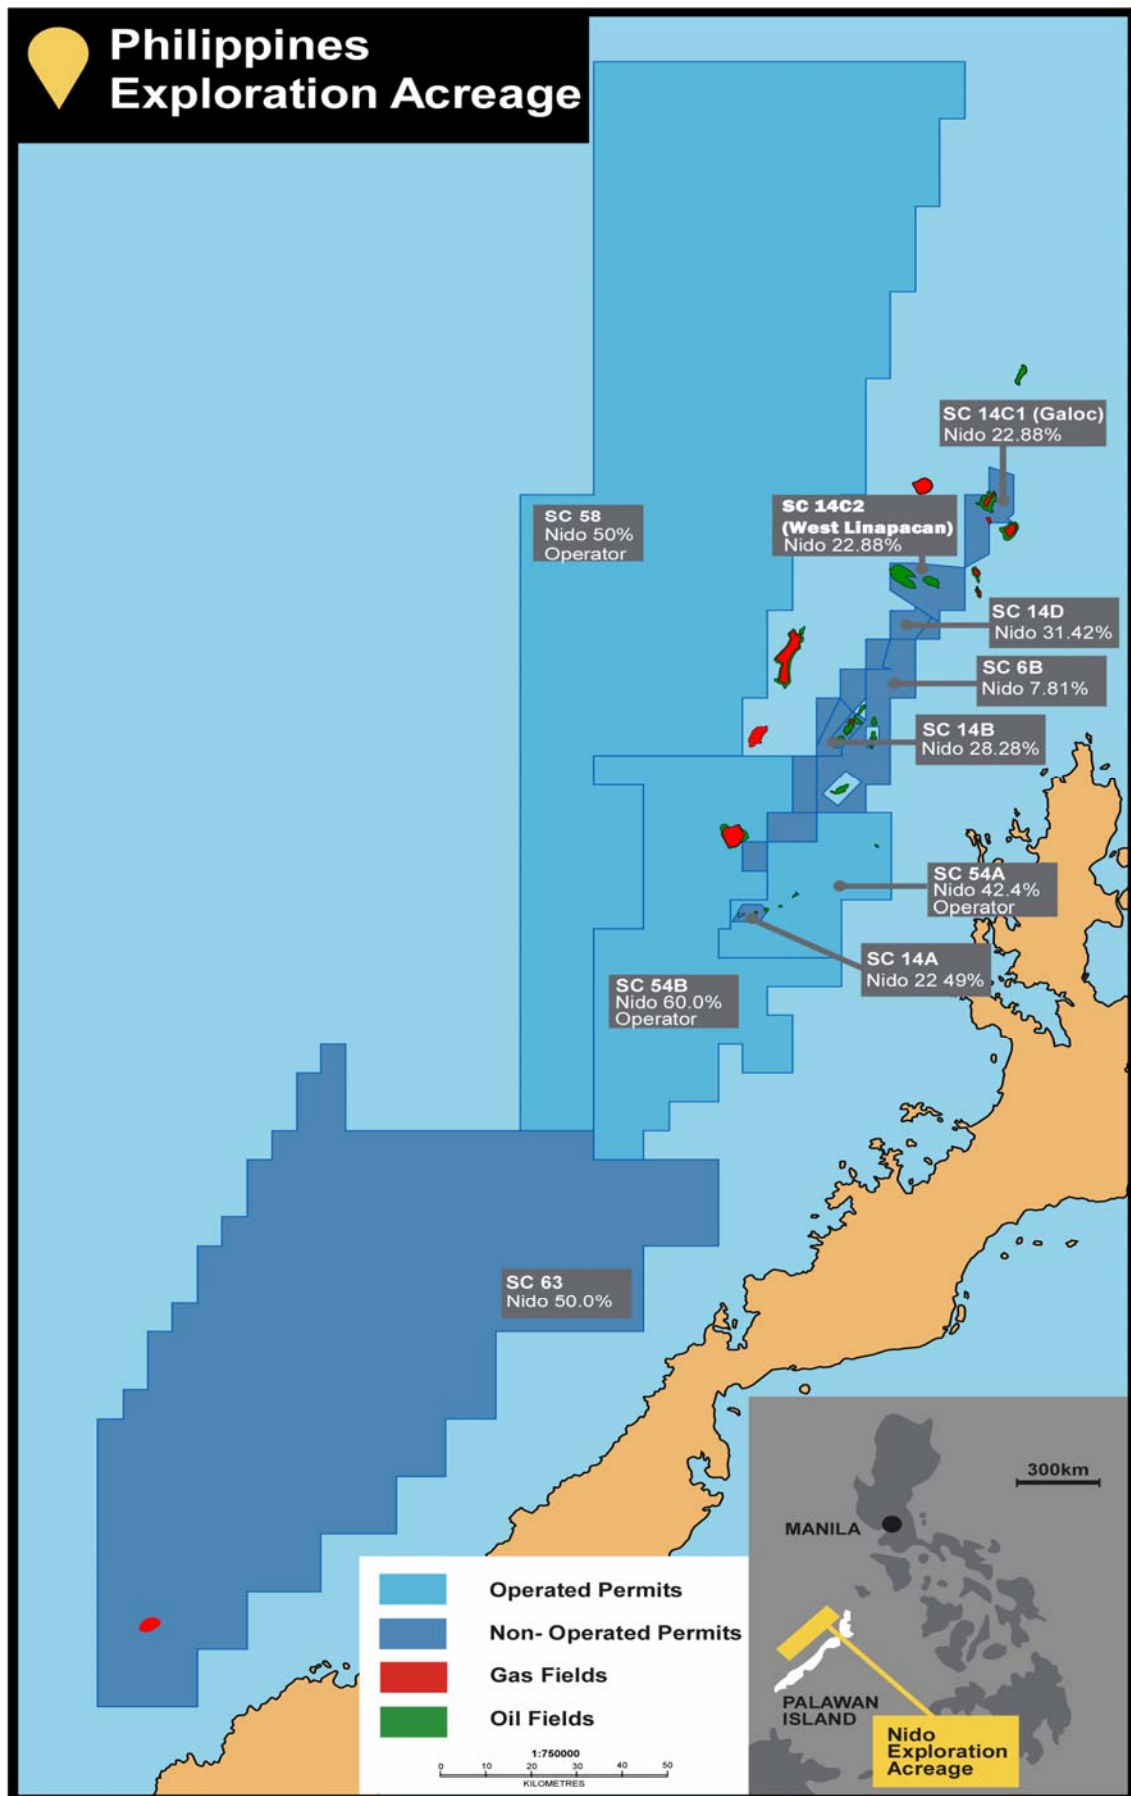 Philippines
Exploration Acreage
SC 14C1 (Galoc)
Nido 22.88%
SC 14C2
(West Linapacan)
Nido 22.88%
SC 58
Nido 50%
Operator
SC 14D
Nido 31.42%
SC 6B
Nido 7.81%
SC 14B
Nido 28.28%
SC 54A
Nido 42.4%
Operator
SC 14A
Nido 22 49%
SC 54B
Nido 60.0%
Operator
SC 63
Nido 50.0%
Operated Permits
Non- Operated Permits
Gas Fields
Oil Fields
1:750000
0 10 20 30 40 50
KILOMETRES
300km
MANILA
PALAWAN
ISLAND
Nido
Exploration
Acreage